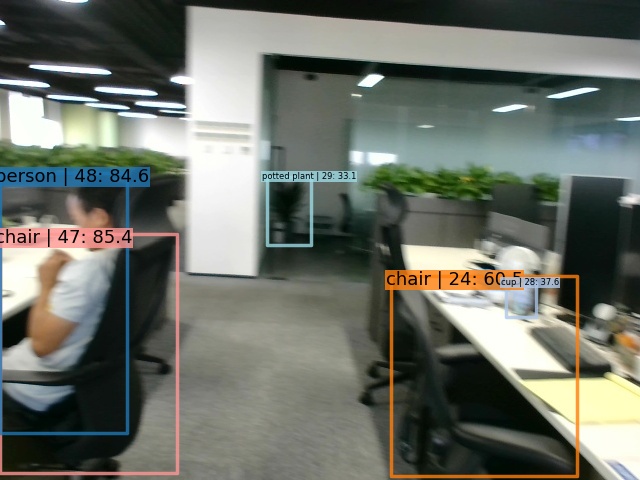 person | 48: 84.6
potted plant | 29: 33.1
chair | 47: 85.4
chair | 24: 60.5
cup | 28: 37.6